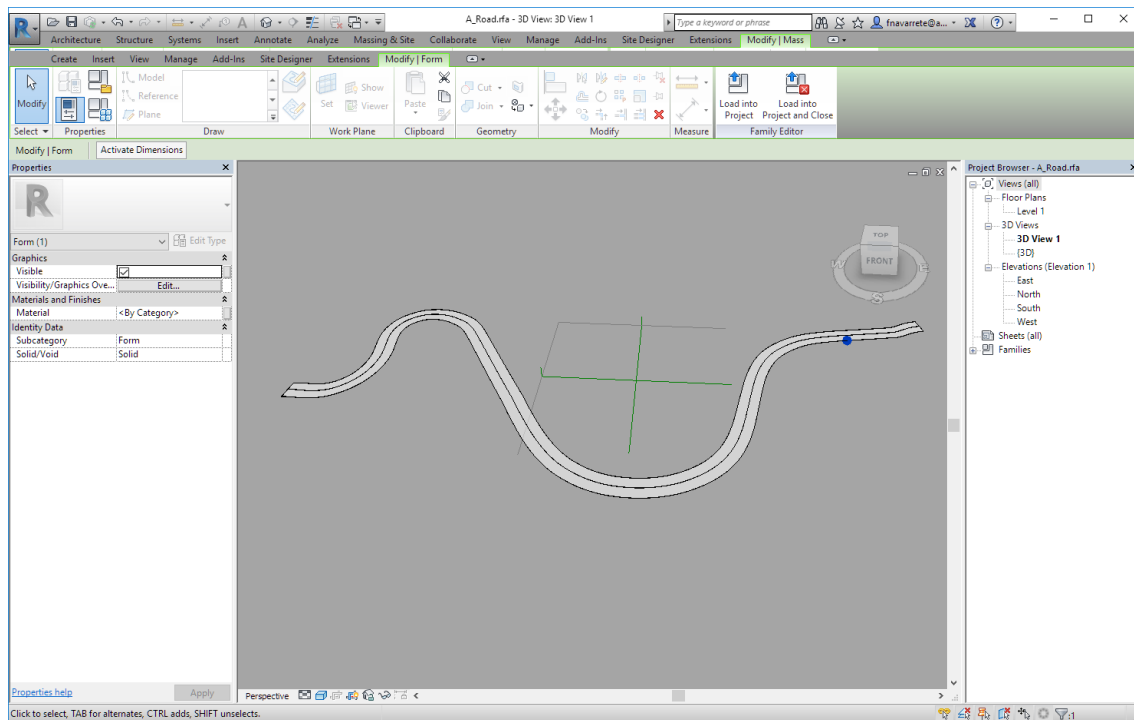 A_Road.rfa - 3D View: 3D View 1
Type a keyword or phrase
fnavarrete@a...
Architecture Structure Systems Insert Annotate Analyze Massing & Site Collaborate View Manage Add-Ins Site Designer Extensions Modify | Mass
Create Insert View Manage Add-Ins Site Designer Extensions Modify | Form
Modify
Model
Reference
Plane
Set
Show
Viewer
Paste
Cut
Join
Load into Project
Load into Project and Close
Select Properties Draw Work Plane Clipboard Geometry Modify Measure Family Editor
Modify | Form Activate Dimensions
Properties
R
Form (1) Edit Type
Graphics
Visible
Visibility/Graphics Ove... Edit...
Materials and Finishes
Material <By Category>
Identity Data
Subcategory Form
Solid/Void Solid
Properties help Apply
TOP
FRONT
W
E
S
Perspective
Project Browser - A_Road.rfa
Views (all)
Floor Plans
Level 1
3D Views
3D View 1
{3D}
Elevations (Elevation 1)
East
North
South
West
Sheets (all)
Families
Click to select, TAB for alternates, CTRL adds, SHIFT unselects.
:1